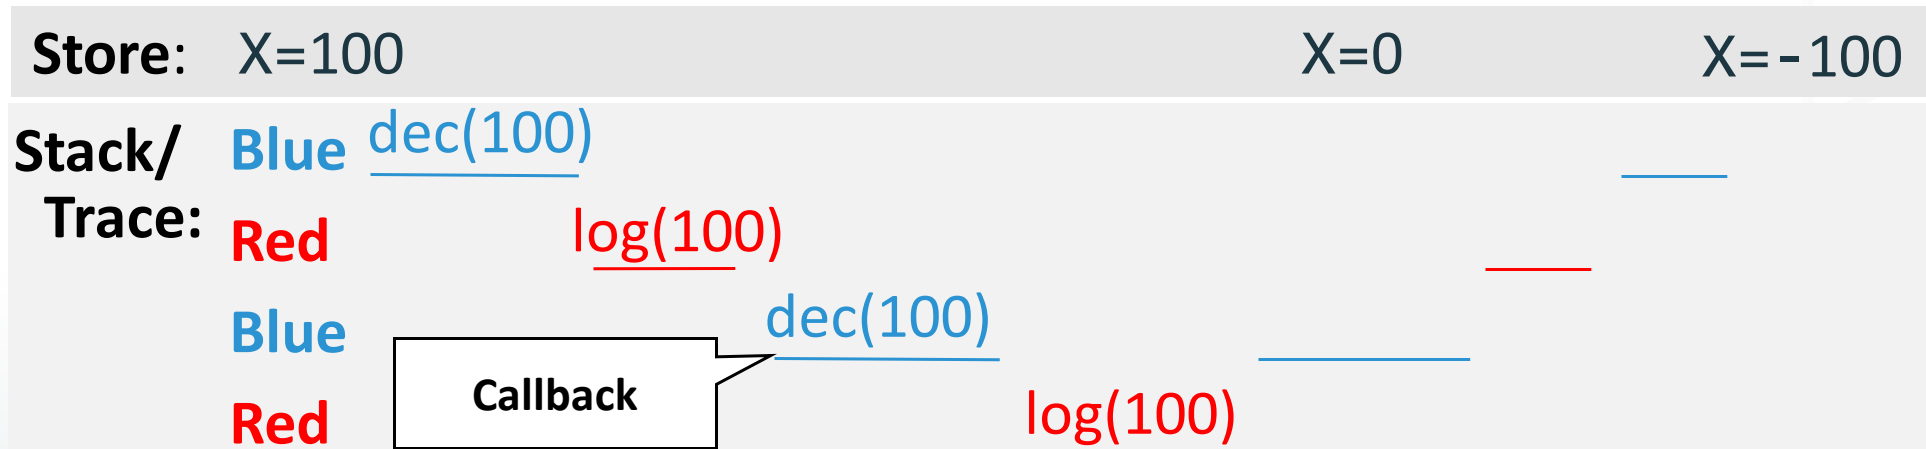 Store: X=100 X=0 X=-100
Stack/ Blue dec(100)
Trace: Red log(100)
Blue dec(100)
Callback
Red log(100)